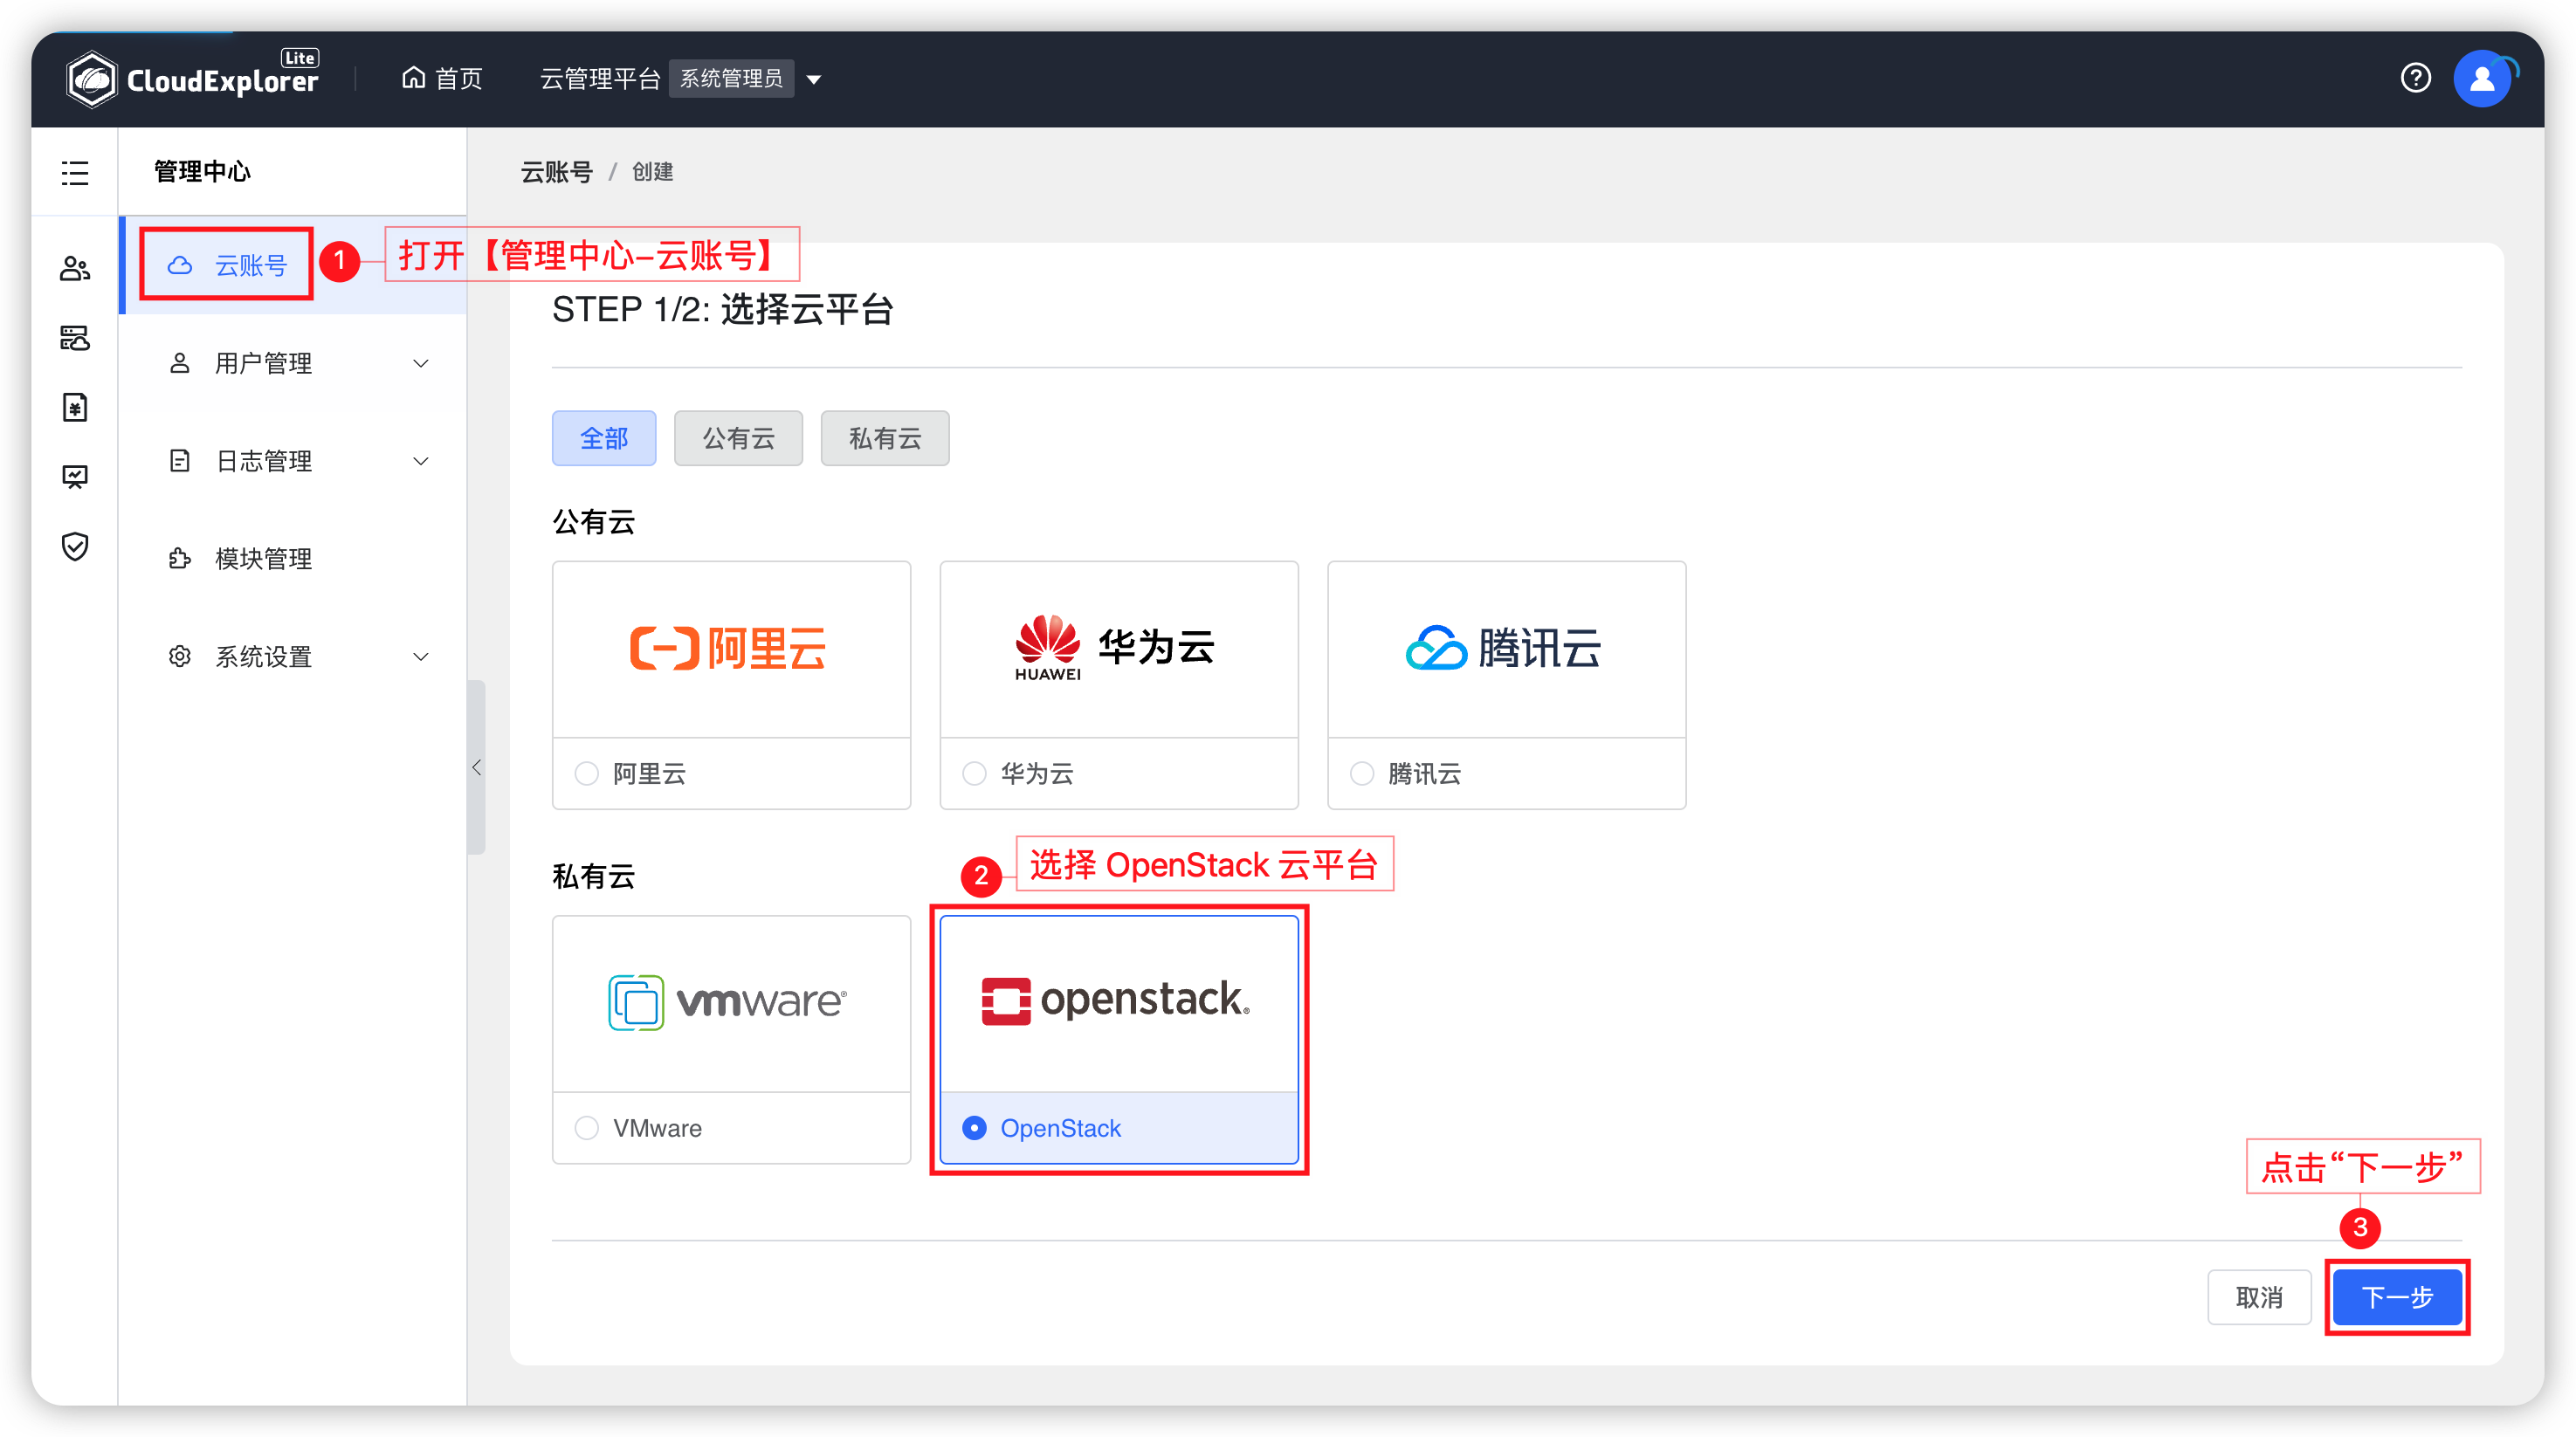 CloudExplorer Lite
首页
云管理平台 系统管理员
管理中心
云账号 / 创建
云账号
1 打开【管理中心–云账号】
用户管理
日志管理
模块管理
系统设置
STEP 1/2: 选择云平台
全部 公有云 私有云
公有云
阿里云
HUAWEI 华为云
腾讯云
阿里云
华为云
腾讯云
私有云
2 选择 OpenStack 云平台
vmware®
openstack®
VMware
OpenStack
点击“下一步”
3
取消
下一步